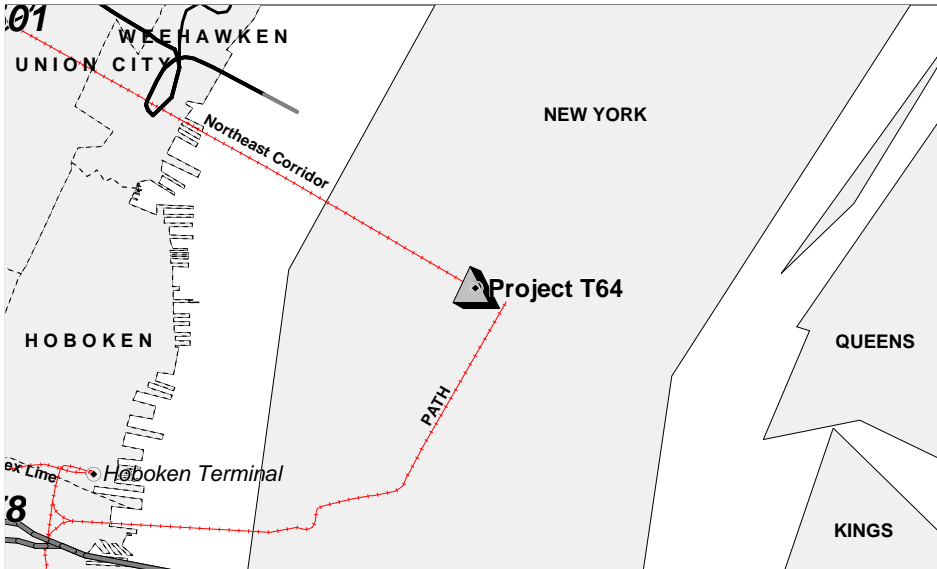 01
WEEHAWKEN
UNION CITY
NEW YORK
Northeast Corridor
Project T64
HOBOKEN
QUEENS
PATH
Hoboken Terminal
ex Line
78
KINGS